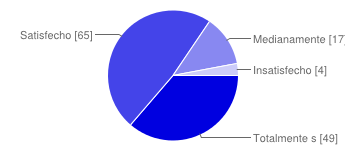 Satisfecho [65]
Medianamente [17]
Insatisfecho [4]
Totalmente s [49]